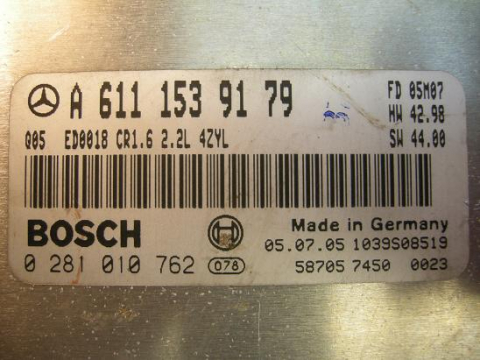 A 611 153 91 79 FD 05M07
HW 42.98
Q05 ED0018 CR1.6 2.2L 4ZYL SW 44.00
BOSCH Made in Germany
05.07.05 1039S08519
0 281 010 762 078 58705 7450 0023